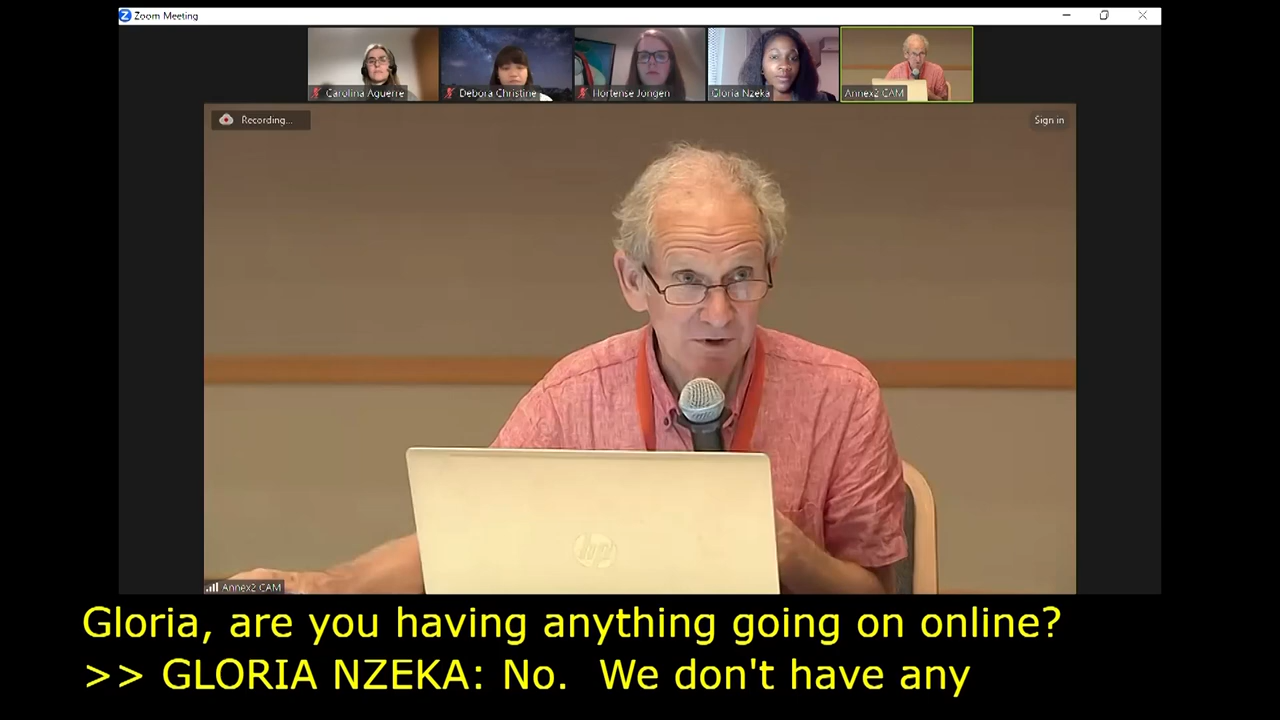 Zoom Meeting
Carolina Aguerre
Debora Christine
Hortense Jongen
Gloria Nzeka
Annex2 CAM
Recording...
Sign in
hp
Annex2 CAM
Gloria, are you having anything going on online?
>> GLORIA NZEKA: No.  We don't have any